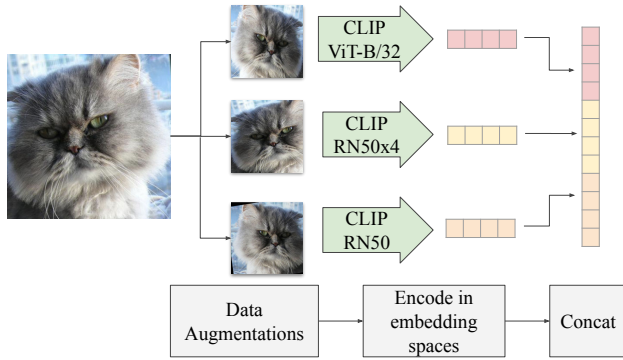 CLIP
ViT-B/32
CLIP
RN50x4
CLIP
RN50
Data
Augmentations
Encode in
embedding
spaces
Concat